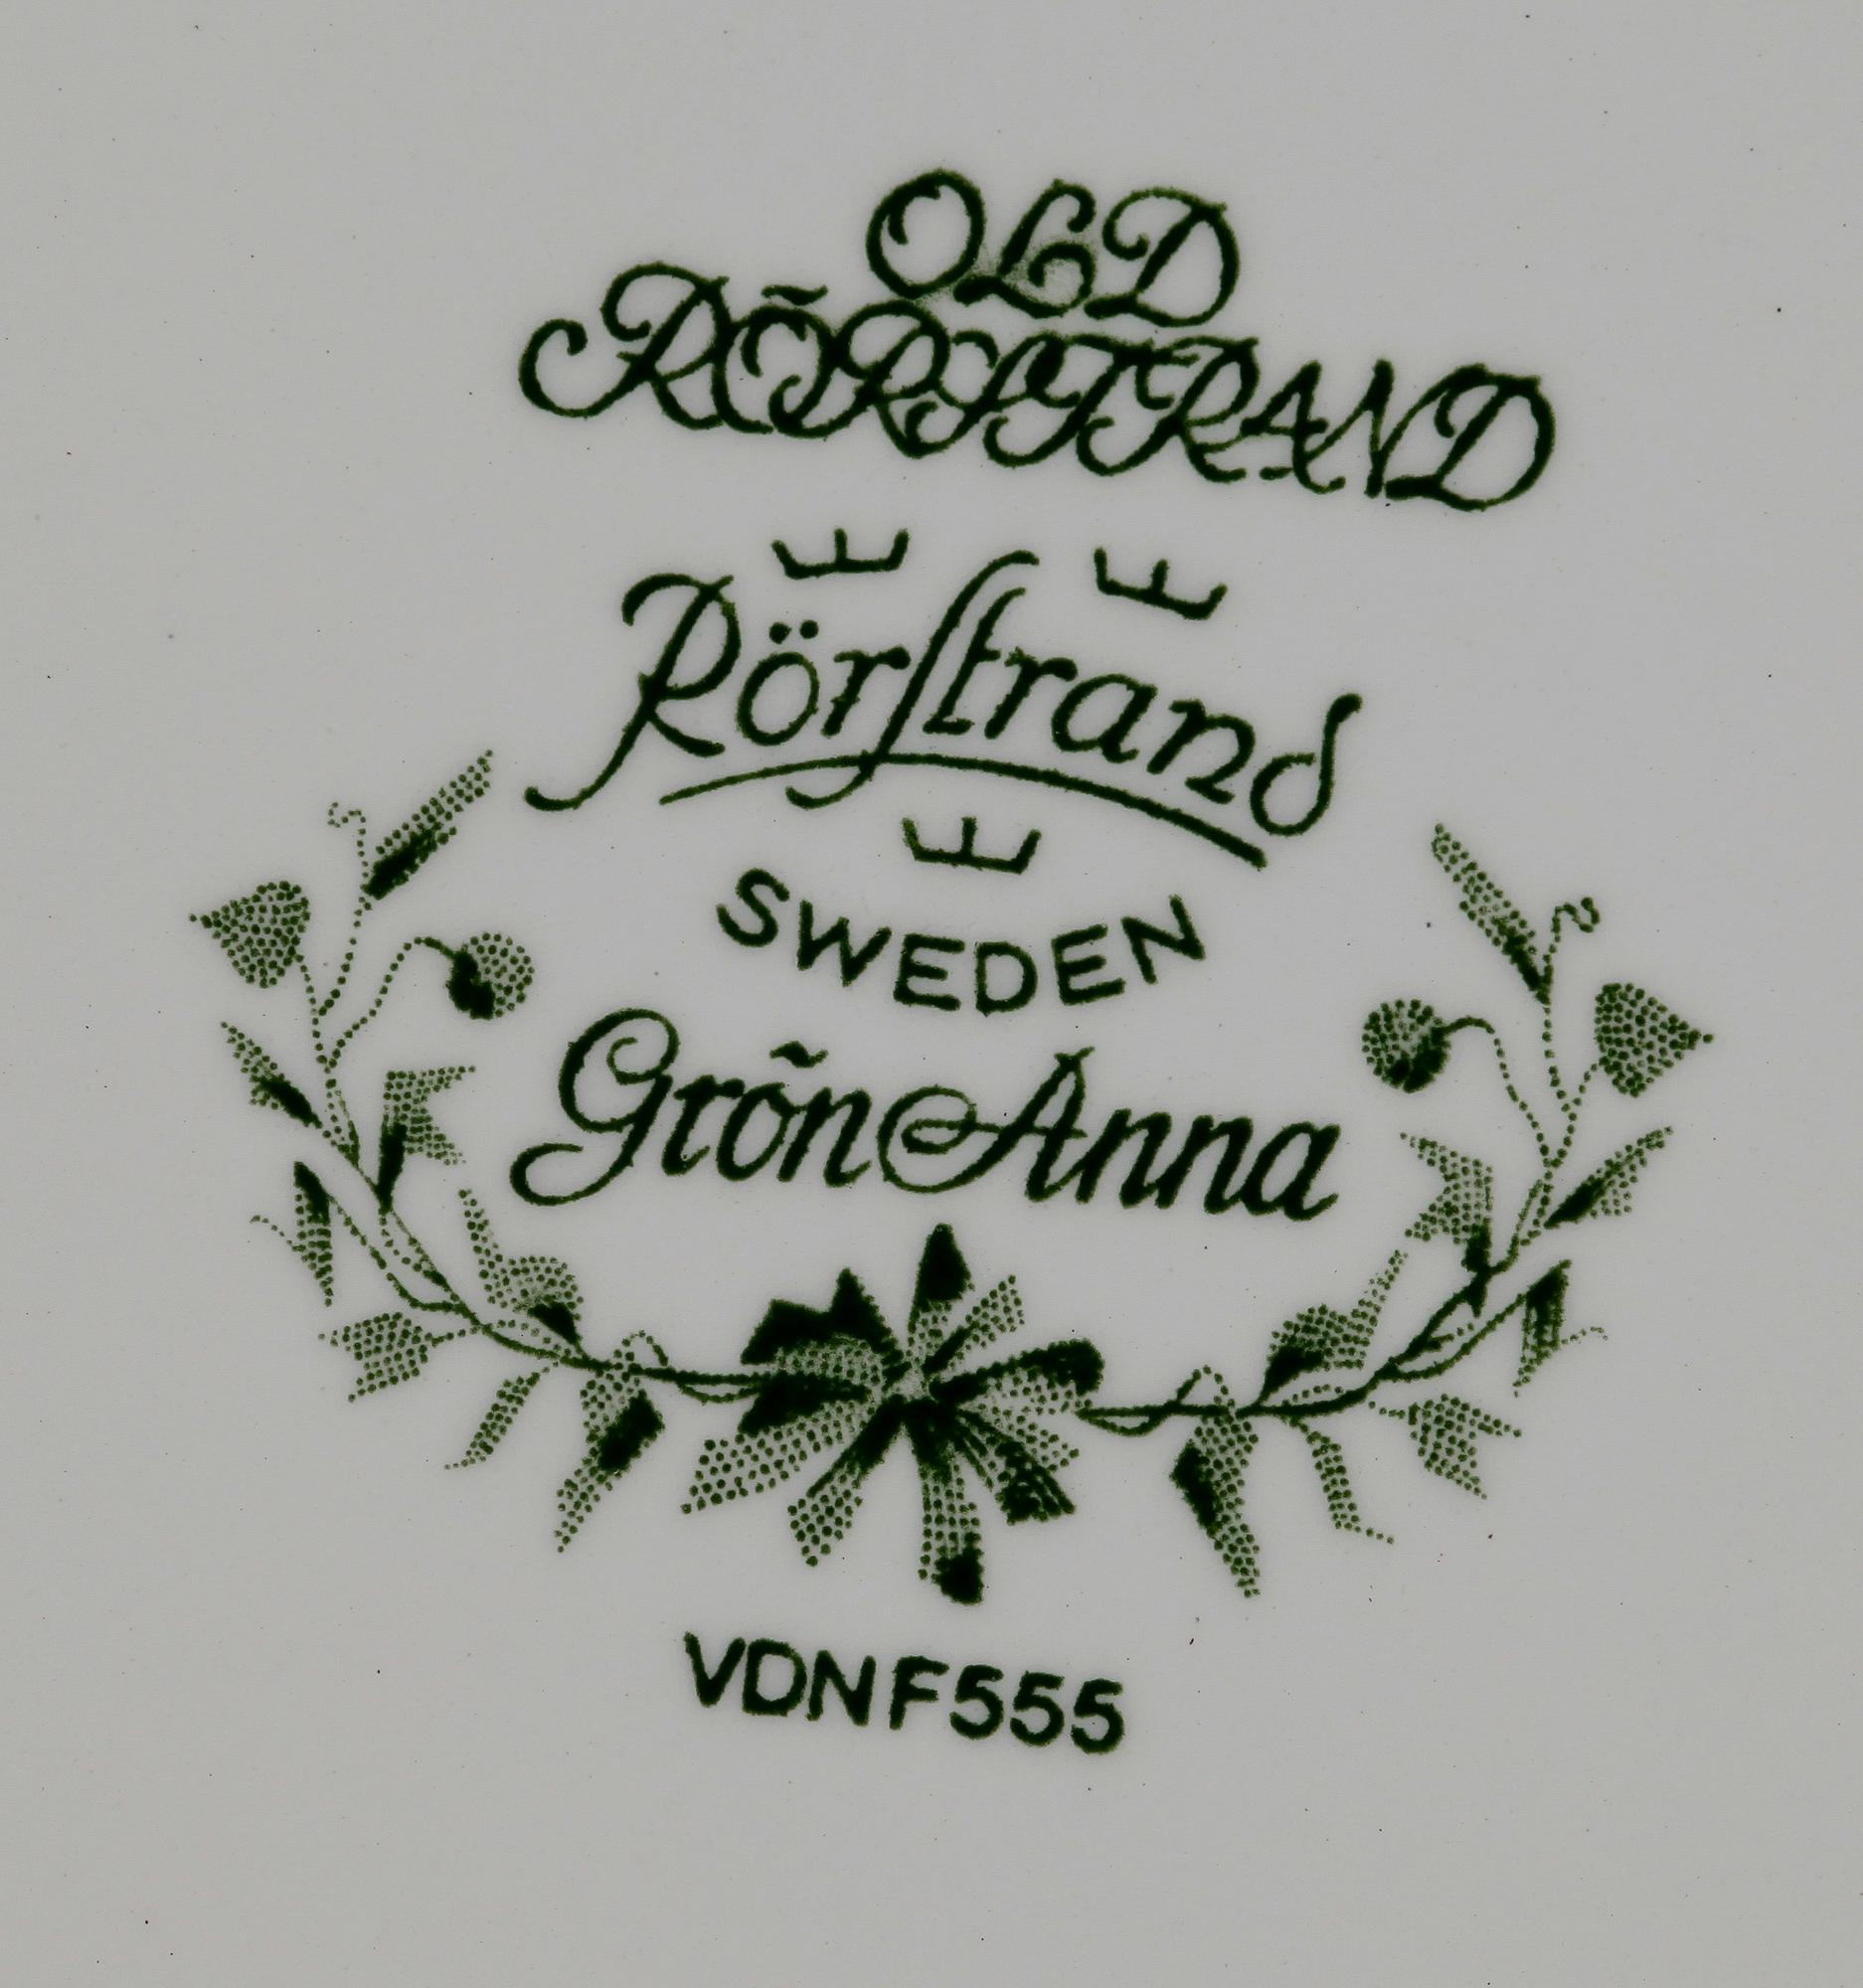 OLD
RÖRSTRAND
Rörstrand
SWEDEN
Grön Anna
VDNF555